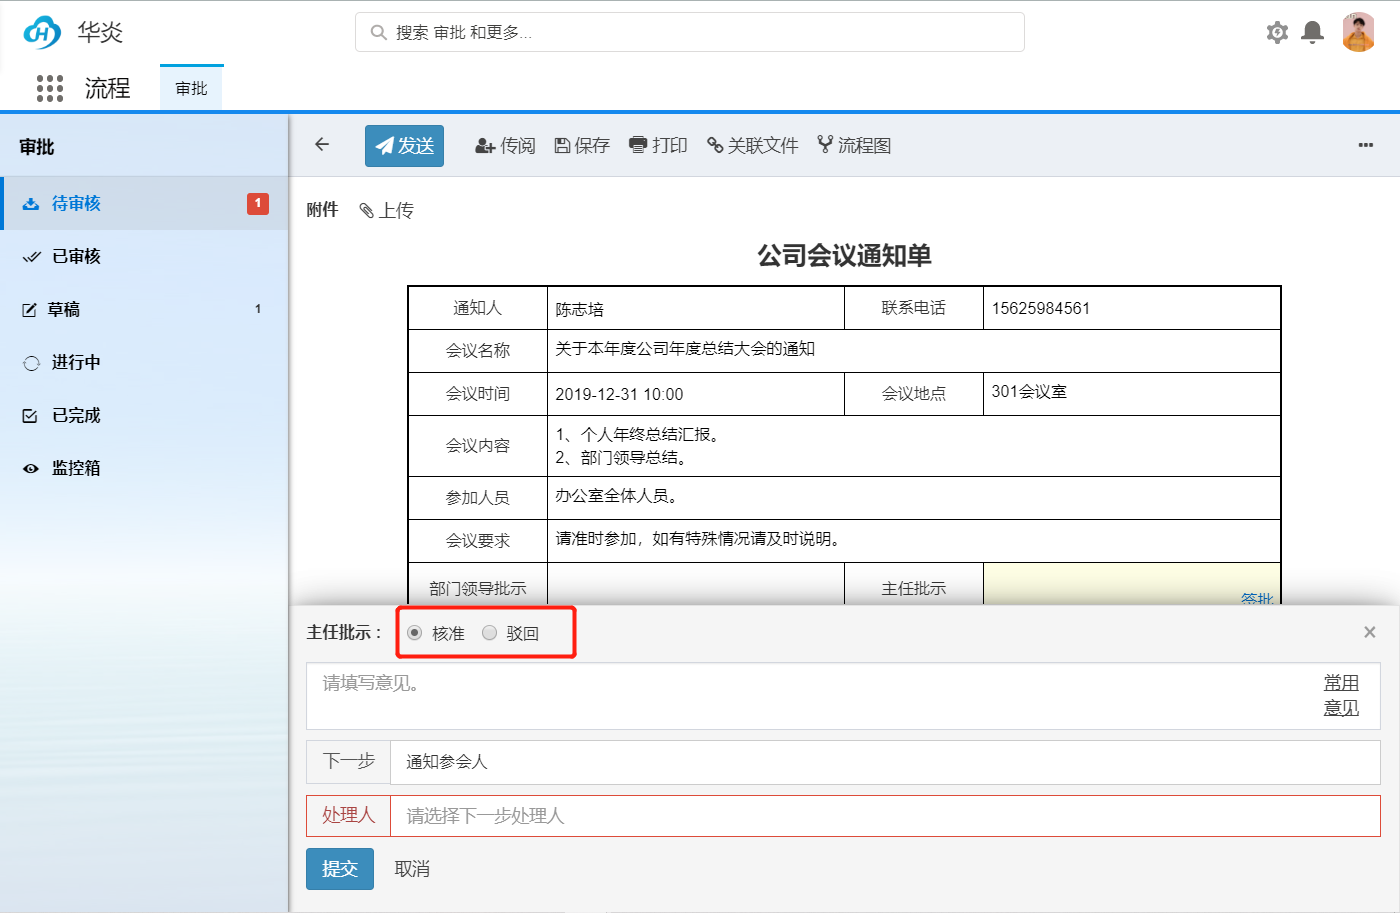 华炎
搜索 审批 和更多...
流程
审批
审批
待审核
1
已审核
草稿
1
进行中
已完成
监控箱
发送
传阅
保存
打印
关联文件
流程图
附件
上传
公司会议通知单
通知人
陈志培
联系电话
15625984561
会议名称
关于本年度公司年度总结大会的通知
会议时间
2019-12-31 10:00
会议地点
301会议室
会议内容
1、个人年终总结汇报。
2、部门领导总结。
参加人员
办公室全体人员。
会议要求
请准时参加，如有特殊情况请及时说明。
部门领导批示
主任批示
签批
主任批示：
核准
驳回
×
请填写意见。
常用
意见
下一步
通知参会人
处理人
请选择下一步处理人
提交
取消